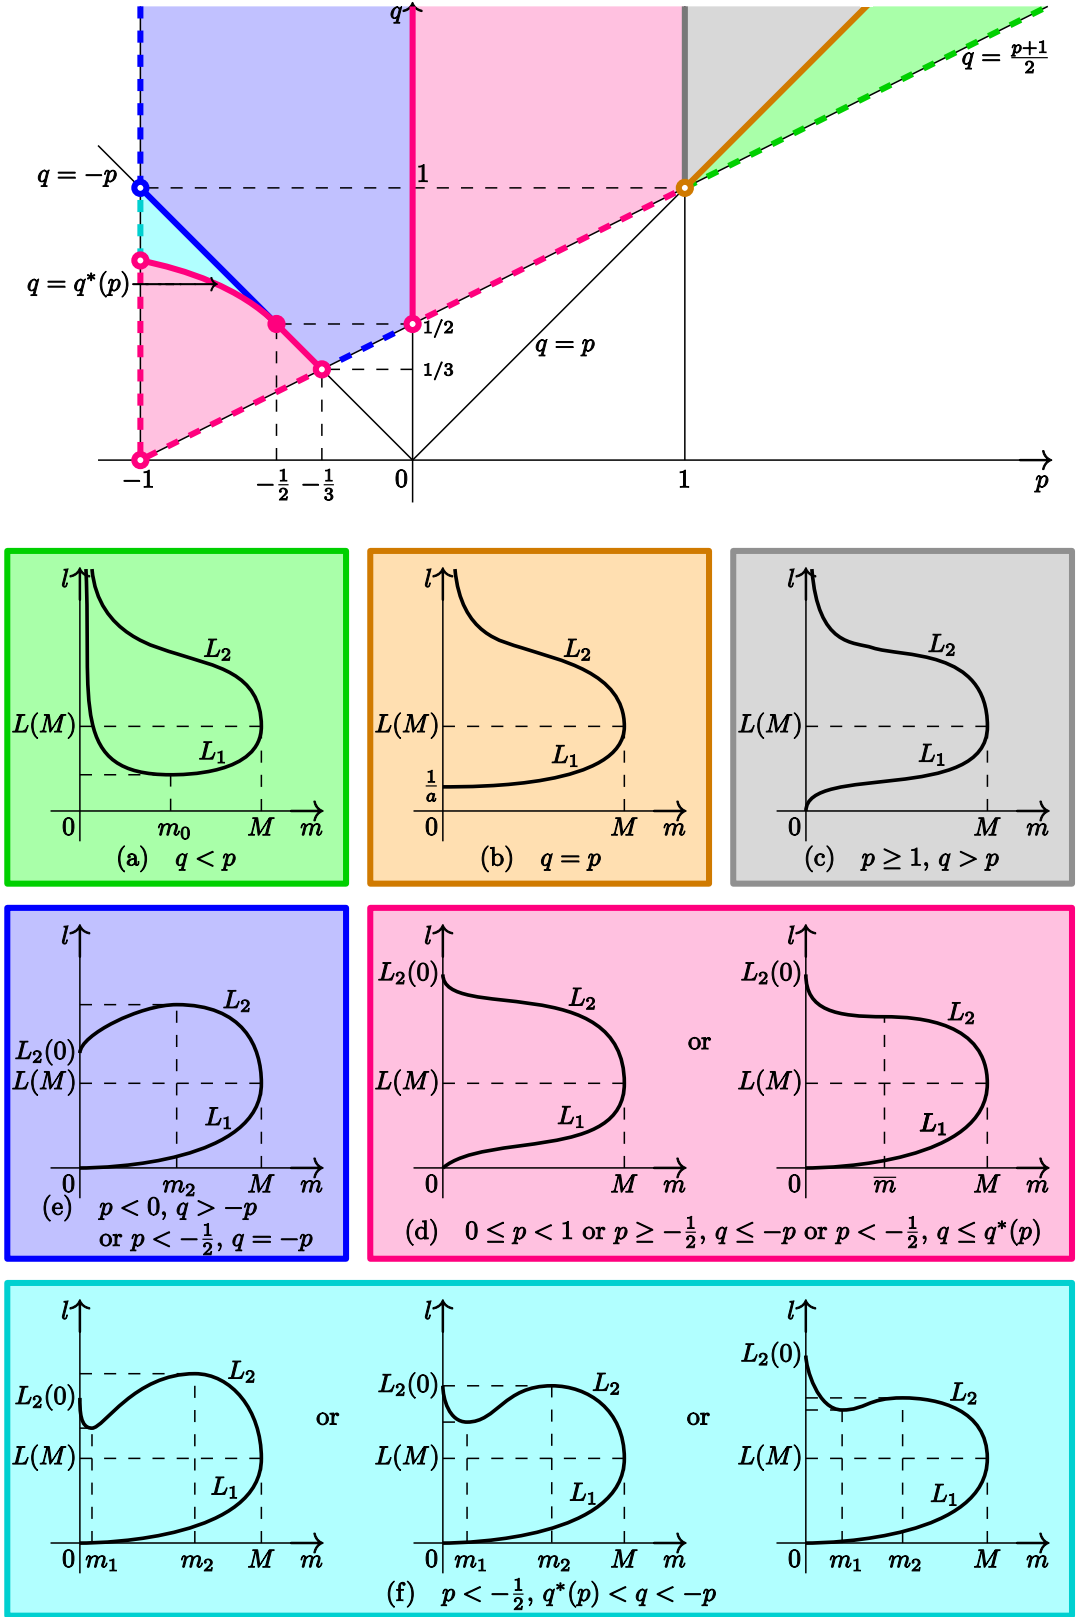 q
q = (p+1)/2
q = −p
1
q = q*(p)
1/2
q = p
1/3
−1
−1/2
−1/3
0
1
p
l
L₂
L(M)
L₁
0
m₀
M
m
(a) q < p
l
L₂
L(M)
L₁
1/a
0
M
m
(b) q = p
l
L₂
L(M)
L₁
0
M
m
(c) p ≥ 1, q > p
l
L₂
L₂(0)
L(M)
L₁
0
m₂
M
m
(e) p < 0, q > −p
or p < −1/2, q = −p
l
L₂(0)
L₂
L(M)
L₁
0
M
m
or
l
L₂(0)
L₂
L(M)
L₁
0
m̅
M
m
(d) 0 ≤ p < 1 or p ≥ −1/2, q ≤ −p or p < −1/2, q ≤ q*(p)
l
L₂
L₂(0)
L(M)
L₁
0
m₁
m₂
M
m
or
l
L₂(0)
L₂
L(M)
L₁
0
m₁
m₂
M
m
or
l
L₂(0)
L₂
L(M)
L₁
0
m₁
m₂
M
m
(f) p < −1/2, q*(p) < q < −p